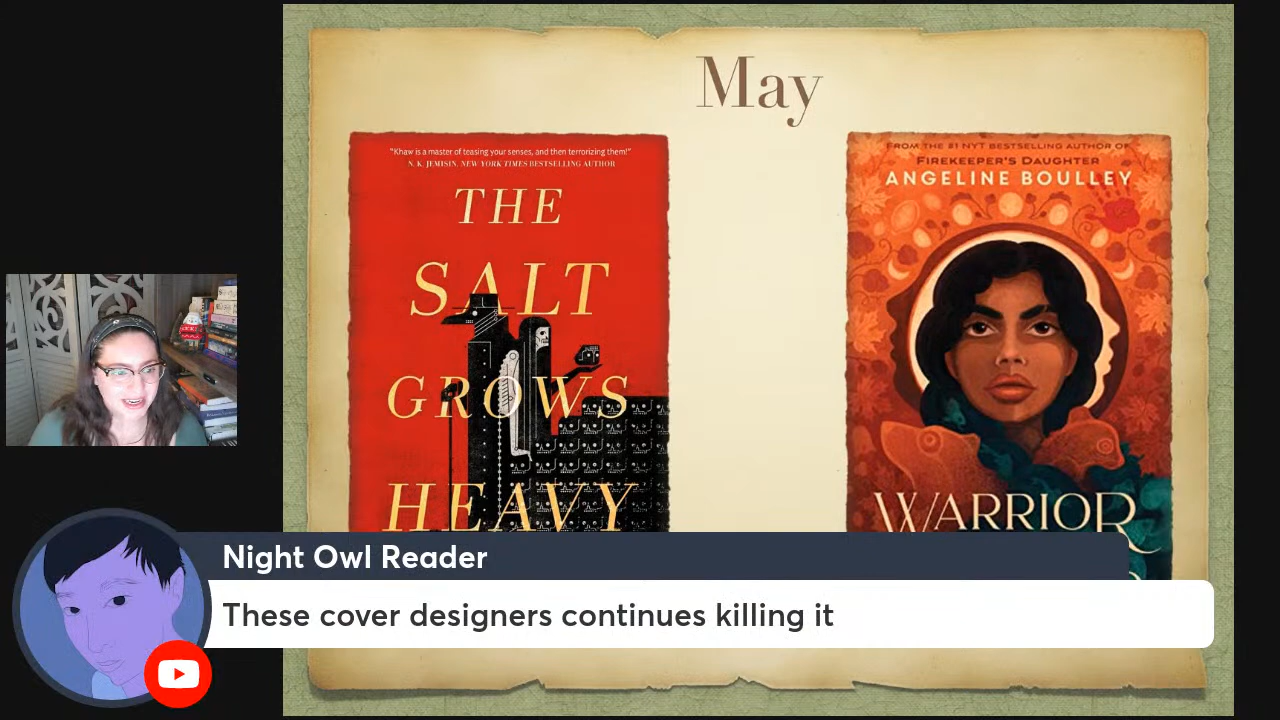 May
"Khaw is a master of teasing your senses, and then terrorizing them!"
N. K. JEMISIN, NEW YORK TIMES BESTSELLING AUTHOR
THE
SALT
GROWS
HEAVY
FROM THE #1 NYT BESTSELLING AUTHOR OF
FIREKEEPER'S DAUGHTER
ANGELINE BOULLEY
WARRIOR
Night Owl Reader
These cover designers continues killing it